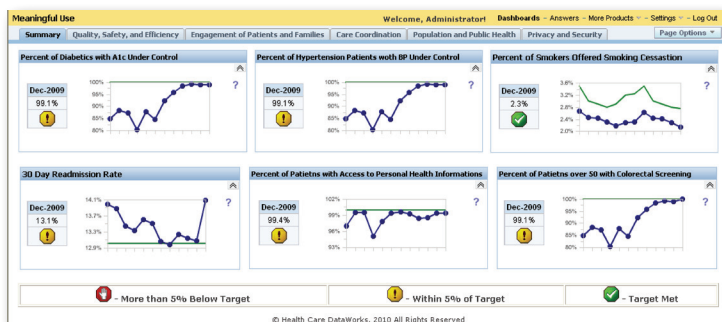 Meaningful Use
Welcome, Administrator! Dashboards - Answers - More Products - Settings - Log Out
Summary Quality, Safety, and Efficiency Engagement of Patients and Families Care Coordination Population and Public Health Privacy and Security Page Options
Percent of Diabetics with A1c Under Control
Dec-2009
99.1%
100%
95%
90%
85%
80%
?
Percent of Hypertension Patients woth BP Under Control
Dec-2009
99.1%
100%
95%
90%
85%
80%
?
Percent of Smokers Offered Smoking Cessastion
Dec-2009
2.3%
3.6%
2.8%
2.4%
2.0%
?
30 Day Readmission Rate
Dec-2009
13.1%
14.1%
13.7%
13.3%
12.9%
?
Percent of Patietns with Access to Personal Health Informations
Dec-2009
99.4%
102%
99%
96%
93%
?
Percent of Patietns over 50 with Colorectal Screening
Dec-2009
99.1%
100%
95%
90%
85%
80%
?
- More than 5% Below Target
- Within 5% of Target
- Target Met
© Health Care DataWorks, 2010 All Rights Reserved